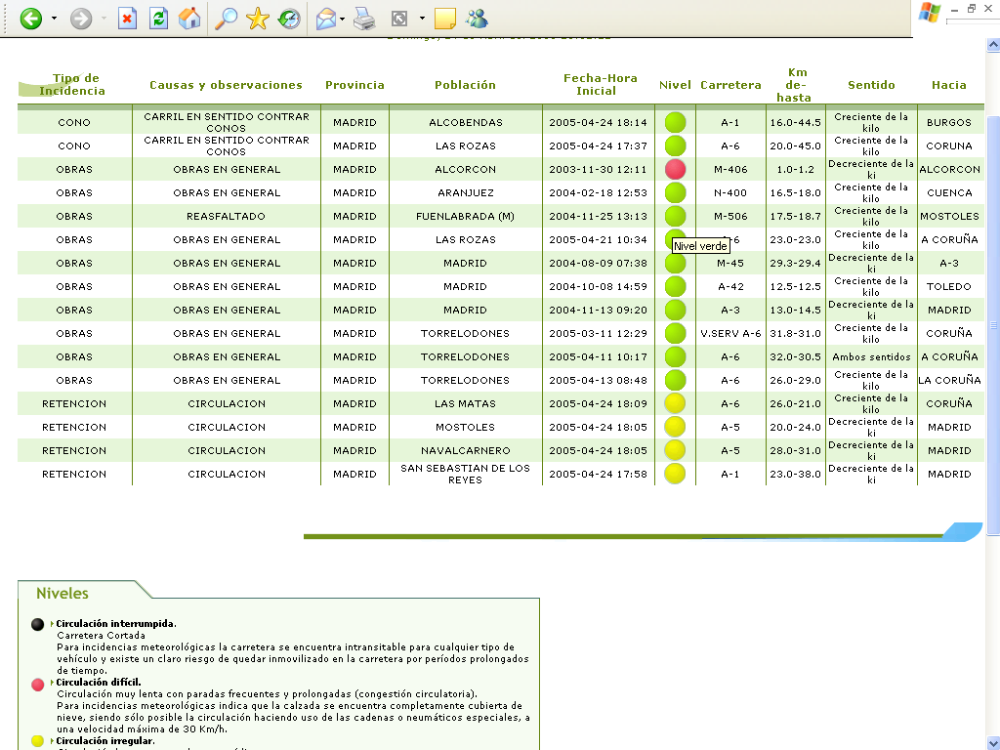 Tipo de Incidencia Causas y observaciones Provincia Población Fecha-Hora Inicial Nivel Carretera Km de-hasta Sentido Hacia
CONO CARRIL EN SENTIDO CONTRAR CONOS MADRID ALCOBENDAS 2005-04-24 18:14 A-1 16.0-44.5 Creciente de la kilo BURGOS
CONO CARRIL EN SENTIDO CONTRAR CONOS MADRID LAS ROZAS 2005-04-24 17:37 A-6 20.0-45.0 Creciente de la kilo CORUNA
OBRAS OBRAS EN GENERAL MADRID ALCORCON 2003-11-30 12:11 M-406 1.0-1.2 Decreciente de la ki ALCORCON
OBRAS OBRAS EN GENERAL MADRID ARANJUEZ 2004-02-18 12:53 N-400 16.5-18.0 Creciente de la kilo CUENCA
OBRAS REASFALTADO MADRID FUENLABRADA (M) 2004-11-25 13:13 M-506 17.5-18.7 Creciente de la kilo MOSTOLES
OBRAS OBRAS EN GENERAL MADRID LAS ROZAS 2005-04-21 10:34 -6 23.0-23.0 Creciente de la kilo A CORUÑA
Nivel verde
OBRAS OBRAS EN GENERAL MADRID MADRID 2004-08-09 07:38 M-45 29.3-29.4 Decreciente de la ki A-3
OBRAS OBRAS EN GENERAL MADRID MADRID 2004-10-08 14:59 A-42 12.5-12.5 Creciente de la kilo TOLEDO
OBRAS OBRAS EN GENERAL MADRID MADRID 2004-11-13 09:20 A-3 13.0-14.5 Decreciente de la ki MADRID
OBRAS OBRAS EN GENERAL MADRID TORRELODONES 2005-03-11 12:29 V.SERV A-6 31.8-31.0 Creciente de la kilo CORUÑA
OBRAS OBRAS EN GENERAL MADRID TORRELODONES 2005-04-11 10:17 A-6 32.0-30.5 Ambos sentidos A CORUÑA
OBRAS OBRAS EN GENERAL MADRID TORRELODONES 2005-04-13 08:48 A-6 26.0-29.0 Creciente de la kilo LA CORUÑA
RETENCION CIRCULACION MADRID LAS MATAS 2005-04-24 18:09 A-6 26.0-21.0 Creciente de la kilo CORUÑA
RETENCION CIRCULACION MADRID MOSTOLES 2005-04-24 18:05 A-5 20.0-24.0 Decreciente de la ki MADRID
RETENCION CIRCULACION MADRID NAVALCARNERO 2005-04-24 18:05 A-5 28.0-31.0 Decreciente de la ki MADRID
RETENCION CIRCULACION MADRID SAN SEBASTIAN DE LOS REYES 2005-04-24 17:58 A-1 23.0-38.0 Decreciente de la ki MADRID
Niveles
Circulación interrumpida.
Carretera Cortada
Para incidencias meteorológicas la carretera se encuentra intransitable para cualquier tipo de
vehículo y existe un claro riesgo de quedar inmovilizado en la carretera por períodos prolongados
de tiempo.
Circulación difícil.
Circulación muy lenta con paradas frecuentes y prolongadas (congestión circulatoria).
Para incidencias meteorológicas indica que la calzada se encuentra completamente cubierta de
nieve, siendo sólo posible la circulación haciendo uso de las cadenas o neumáticos especiales, a
una velocidad máxima de 30 Km/h.
Circulación irregular.